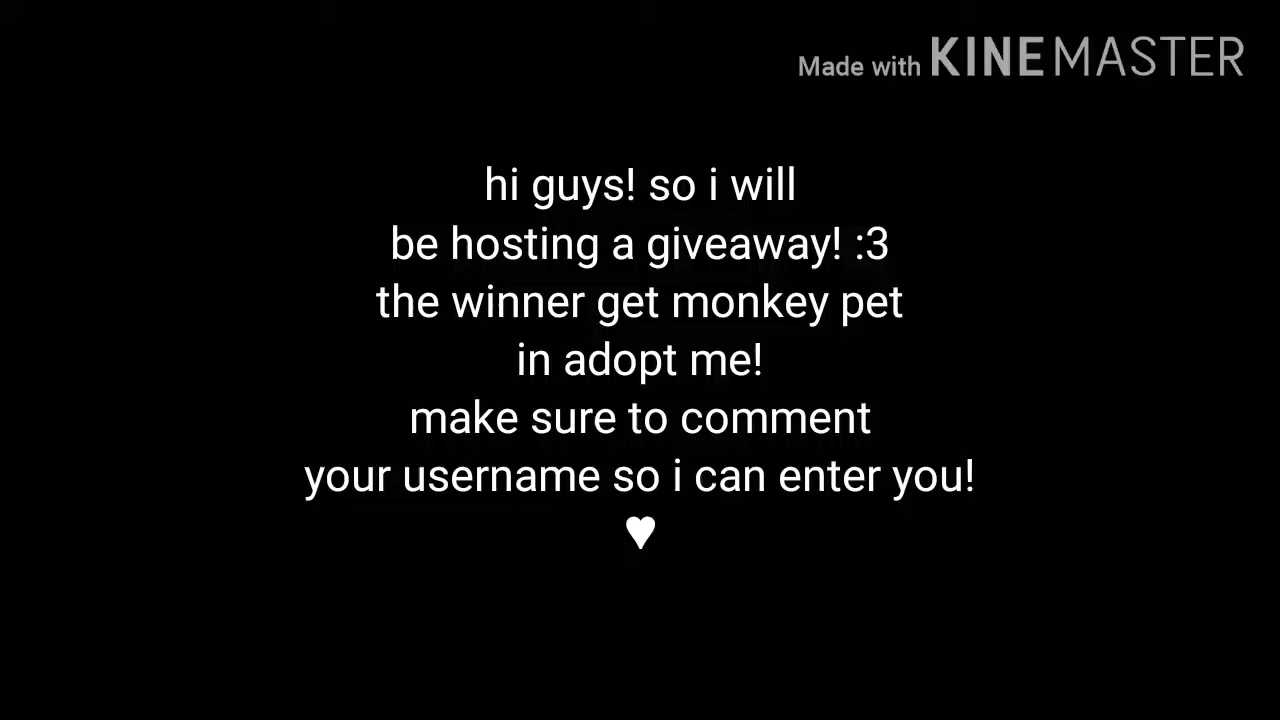 Made with KINEMASTER
hi guys! so i will
be hosting a giveaway! :3
the winner get monkey pet
in adopt me!
make sure to comment
your username so i can enter you!
♥